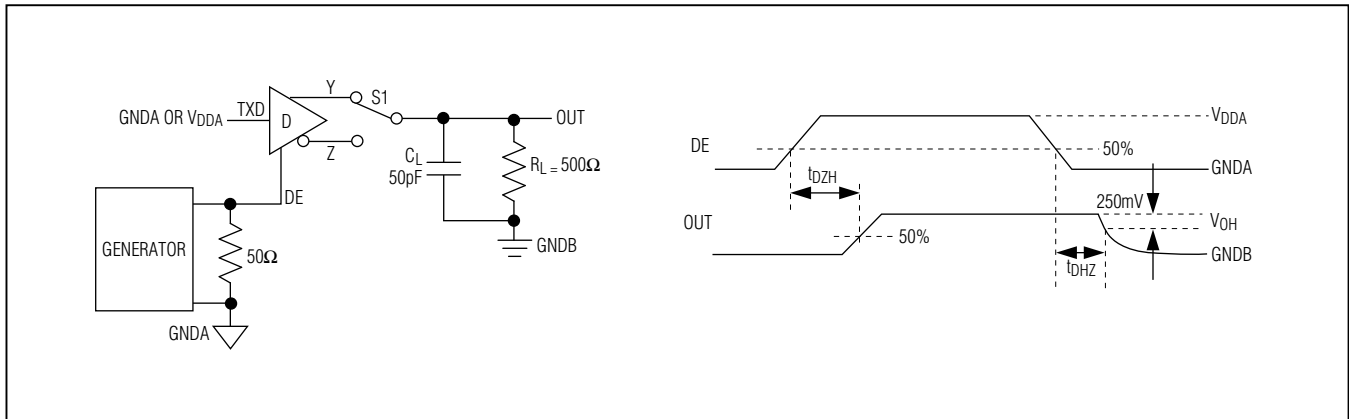 Y
S1
GNDA OR VDDA
TXD
D
OUT
Z
CL
50pF
RL = 500Ω
DE
GNDB
GENERATOR
50Ω
GNDA
VDDA
DE
50%
GNDA
tDZH
250mV
OUT
VOH
50%
GNDB
tDHZ